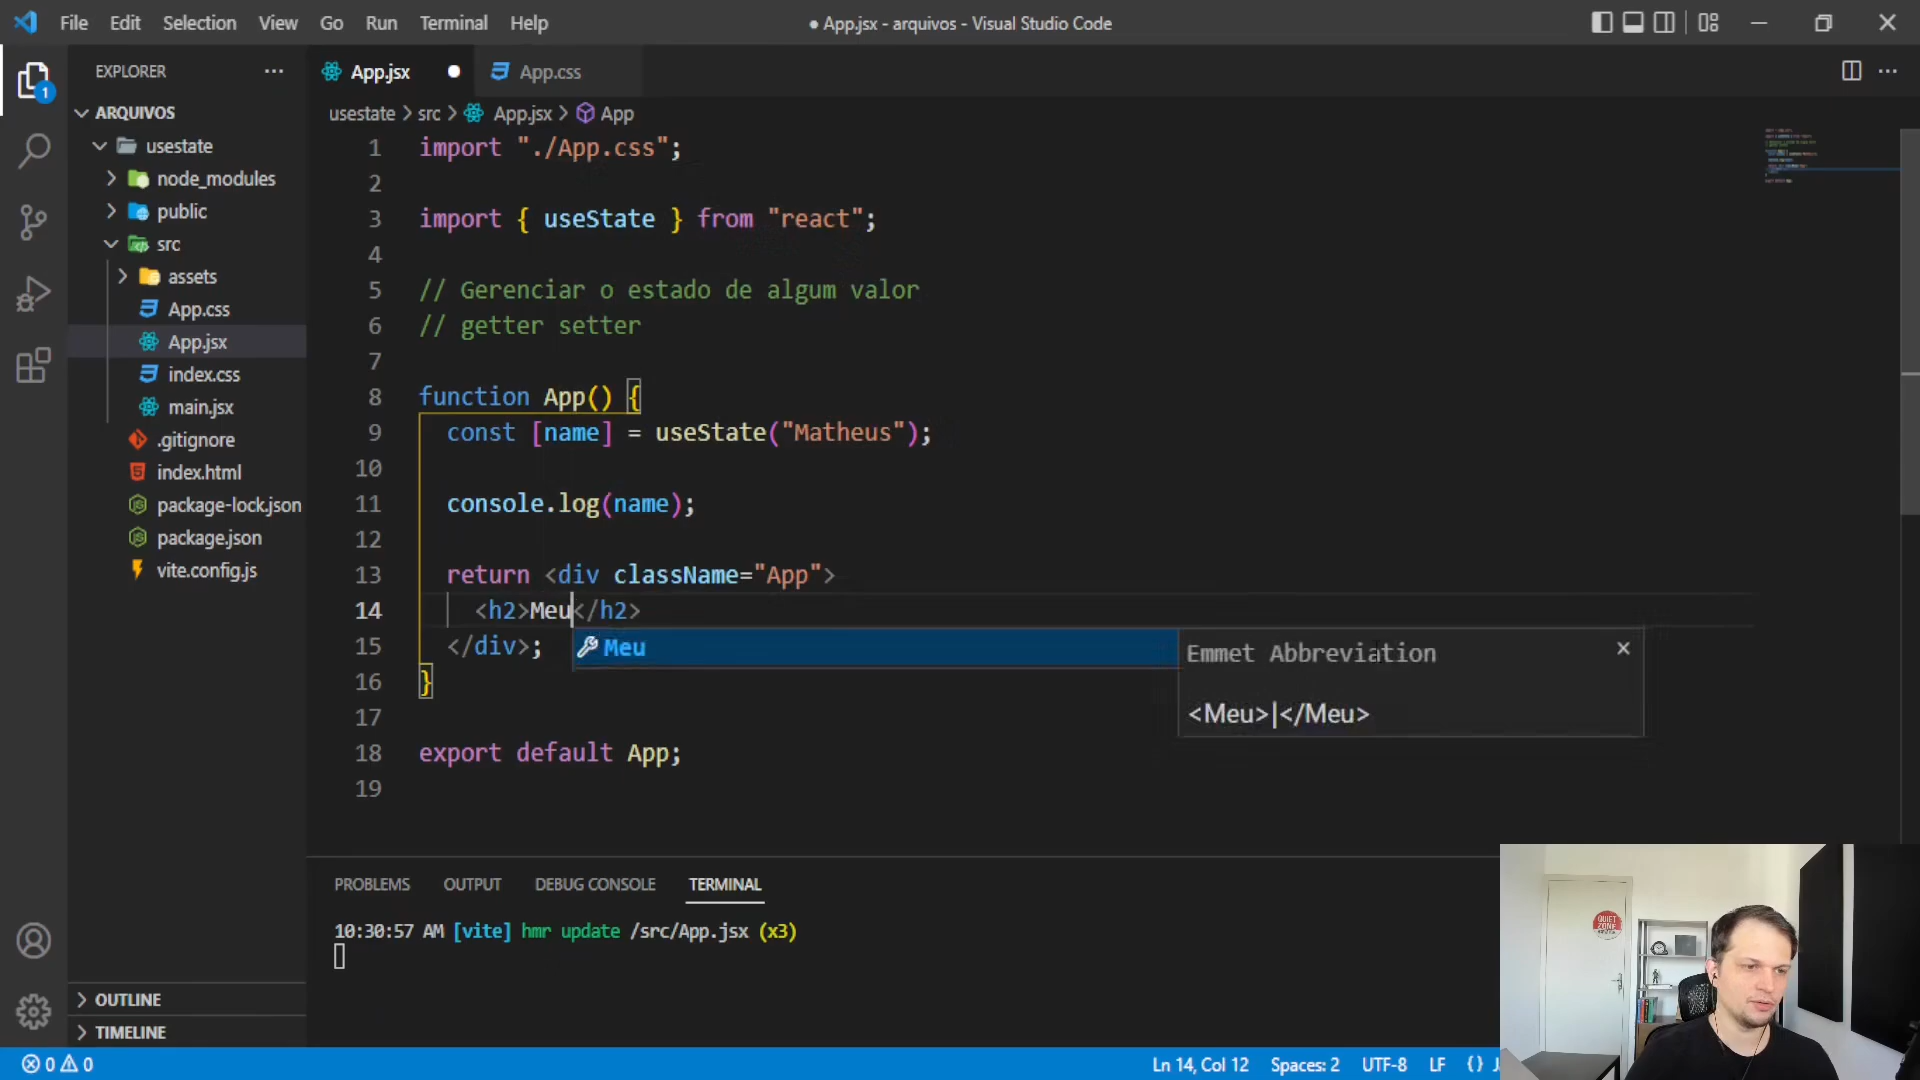 File Edit Selection View Go Run Terminal Help ● App.jsx - arquivos - Visual Studio Code
EXPLORER ···
App.jsx ● App.css
1
ARQUIVOS
usestate
node_modules
public
src
assets
App.css
App.jsx
index.css
main.jsx
.gitignore
index.html
package-lock.json
package.json
vite.config.js
OUTLINE
TIMELINE
usestate > src > App.jsx > App
1 import "./App.css";
2
3 import { useState } from "react";
4
5 // Gerenciar o estado de algum valor
6 // getter setter
7
8 function App() {
9 const [name] = useState("Matheus");
10
11 console.log(name);
12
13 return <div className="App">
14 <h2>Meu</h2>
15 </div>;
16 }
17
18 export default App;
19
Meu
Emmet Abbreviation
<Meu>|</Meu>
PROBLEMS OUTPUT DEBUG CONSOLE TERMINAL
10:30:57 AM [vite] hmr update /src/App.jsx (x3)
QUIET
ZONE
0 0 Ln 14, Col 12 Spaces: 2 UTF-8 LF {}